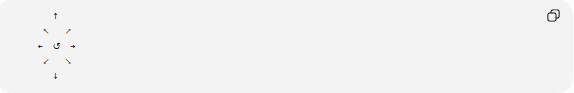 ↑
↖ ↗
← ↺ →
↙ ↘
↓